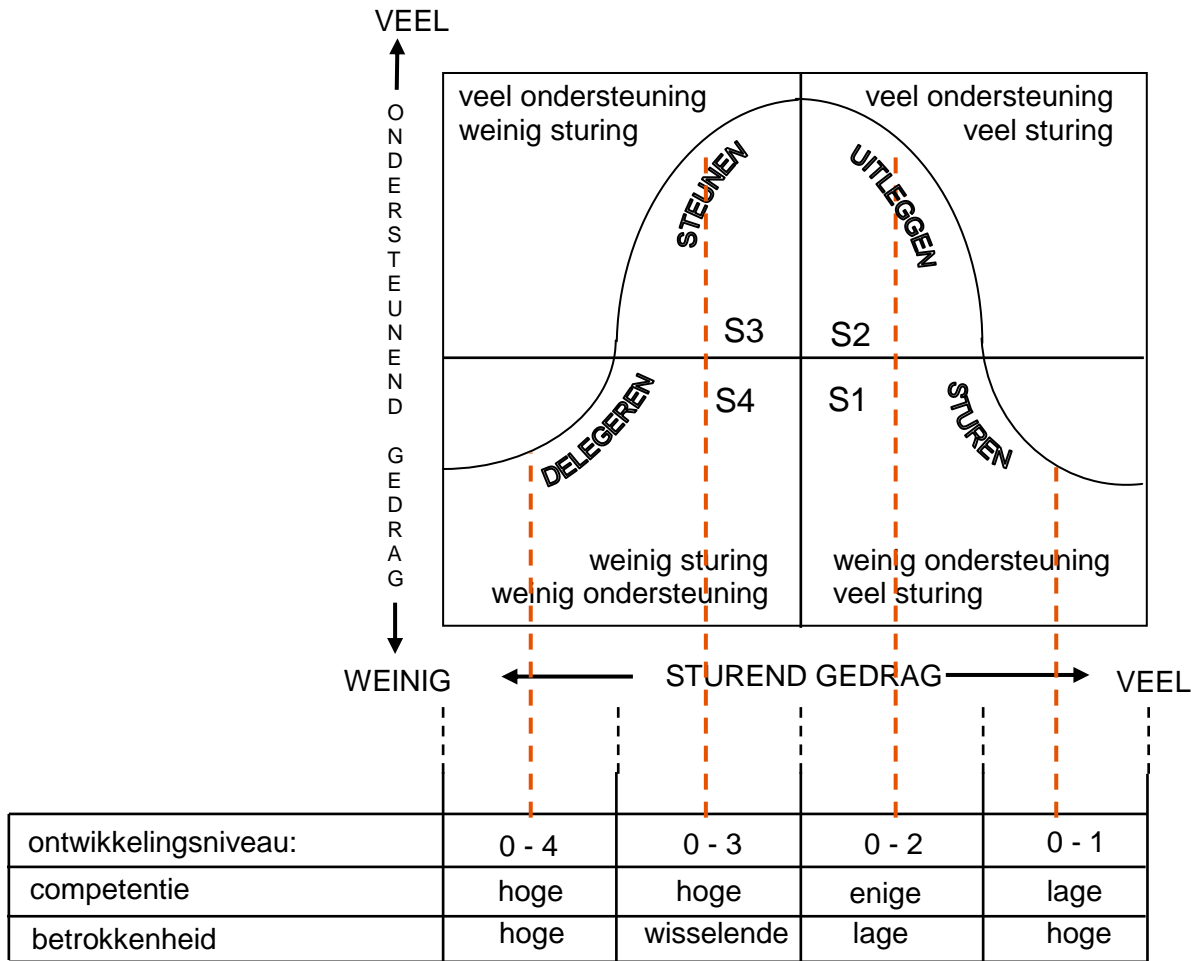 VEEL
ONDERSTEUNEND GEDRAG
veel ondersteuning
weinig sturing
veel ondersteuning
veel sturing
STEUNEN
UITLEGGEN
S3
S2
S4
S1
DELEGEREN
STUREN
weinig sturing
weinig ondersteuning
weinig ondersteuning
veel sturing
WEINIG
STUREND GEDRAG
VEEL
ontwikkelingsniveau: 0 - 4 0 - 3 0 - 2 0 - 1
competentie hoge hoge enige lage
betrokkenheid hoge wisselende lage hoge